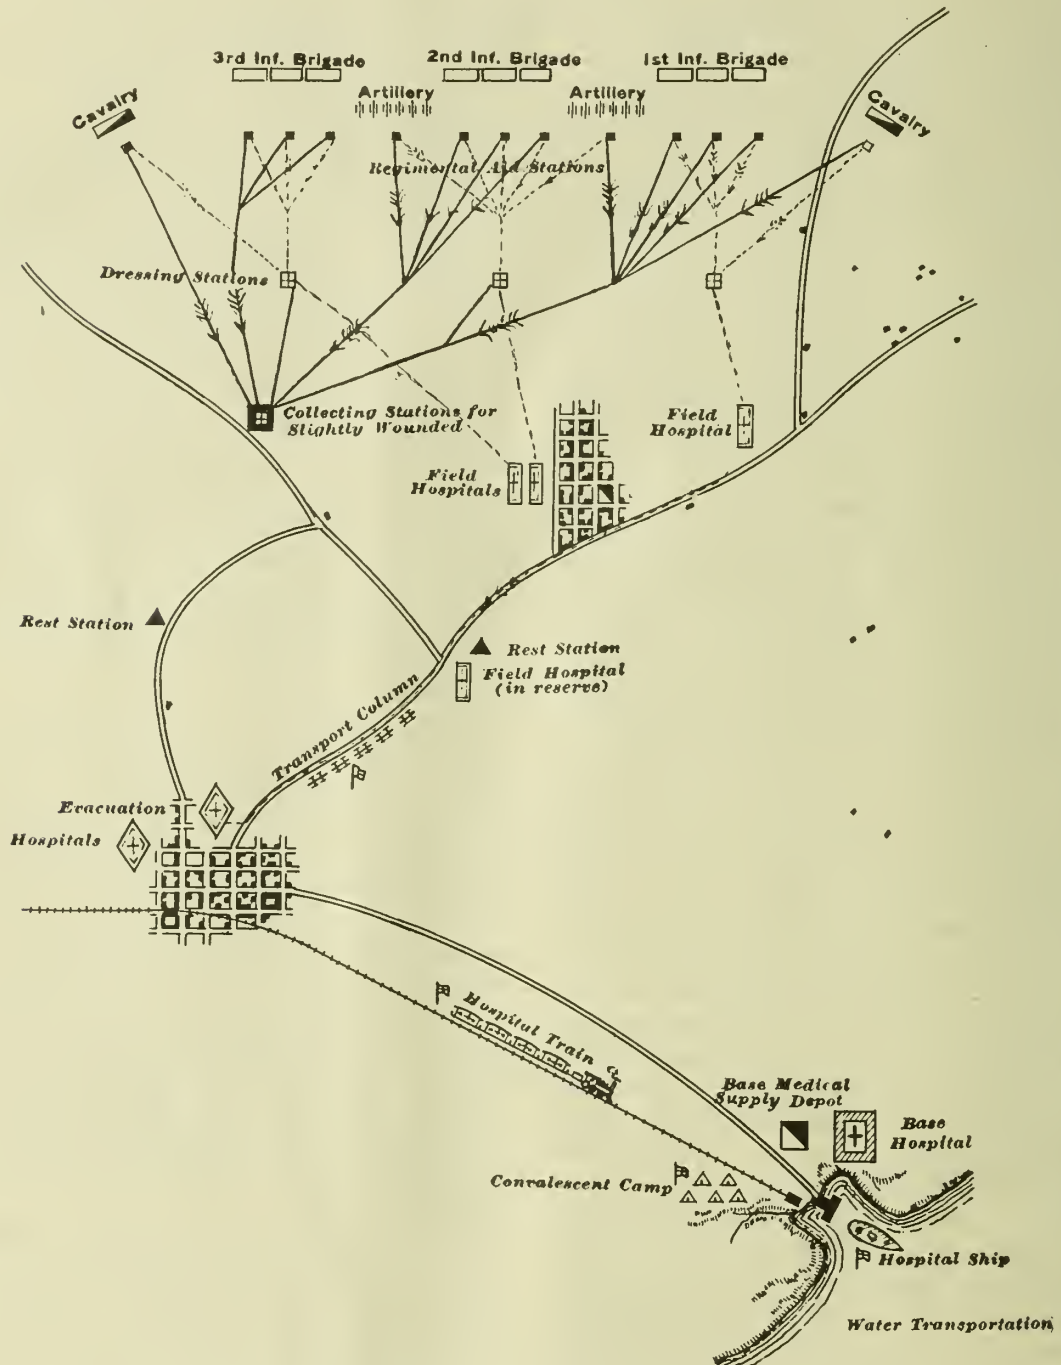 3rd Inf. Brigade
2nd Inf. Brigade
1st Inf. Brigade
Artillery
Artillery
Cavalry
Cavalry
Regimental Aid Stations
Dressing Stations
Collecting Stations for
Slightly Wounded
Field
Hospital
Field
Hospitals
Rest Station
Rest Station
Field Hospital
(in reserve)
Transport Column
Evacuation
Hospitals
Hospital Train
Base Medical
Supply Depot
Base
Hospital
Convalescent Camp
Hospital Ship
Water Transportation